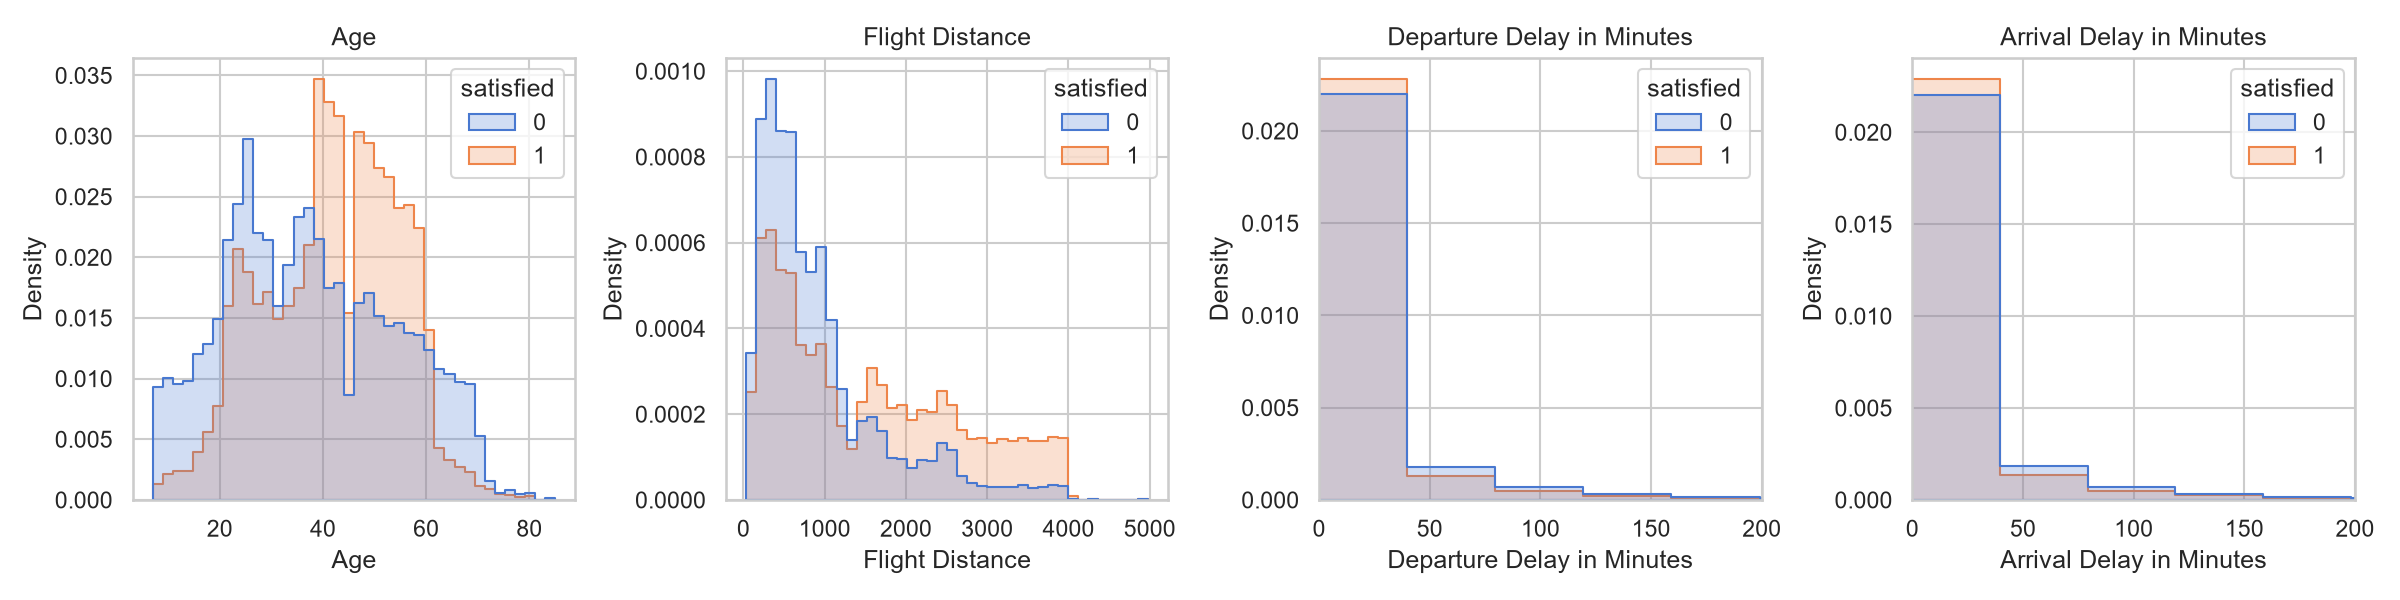 Age
0.035
0.030
0.025
0.020
0.015
0.010
0.005
0.000
Density
20 40 60 80
Age
satisfied
0
1
Flight Distance
0.0010
0.0008
0.0006
0.0004
0.0002
0.0000
Density
0 1000 2000 3000 4000 5000
Flight Distance
satisfied
0
1
Departure Delay in Minutes
0.020
0.015
0.010
0.005
0.000
Density
0 50 100 150 200
Departure Delay in Minutes
satisfied
0
1
Arrival Delay in Minutes
0.020
0.015
0.010
0.005
0.000
Density
0 50 100 150 200
Arrival Delay in Minutes
satisfied
0
1